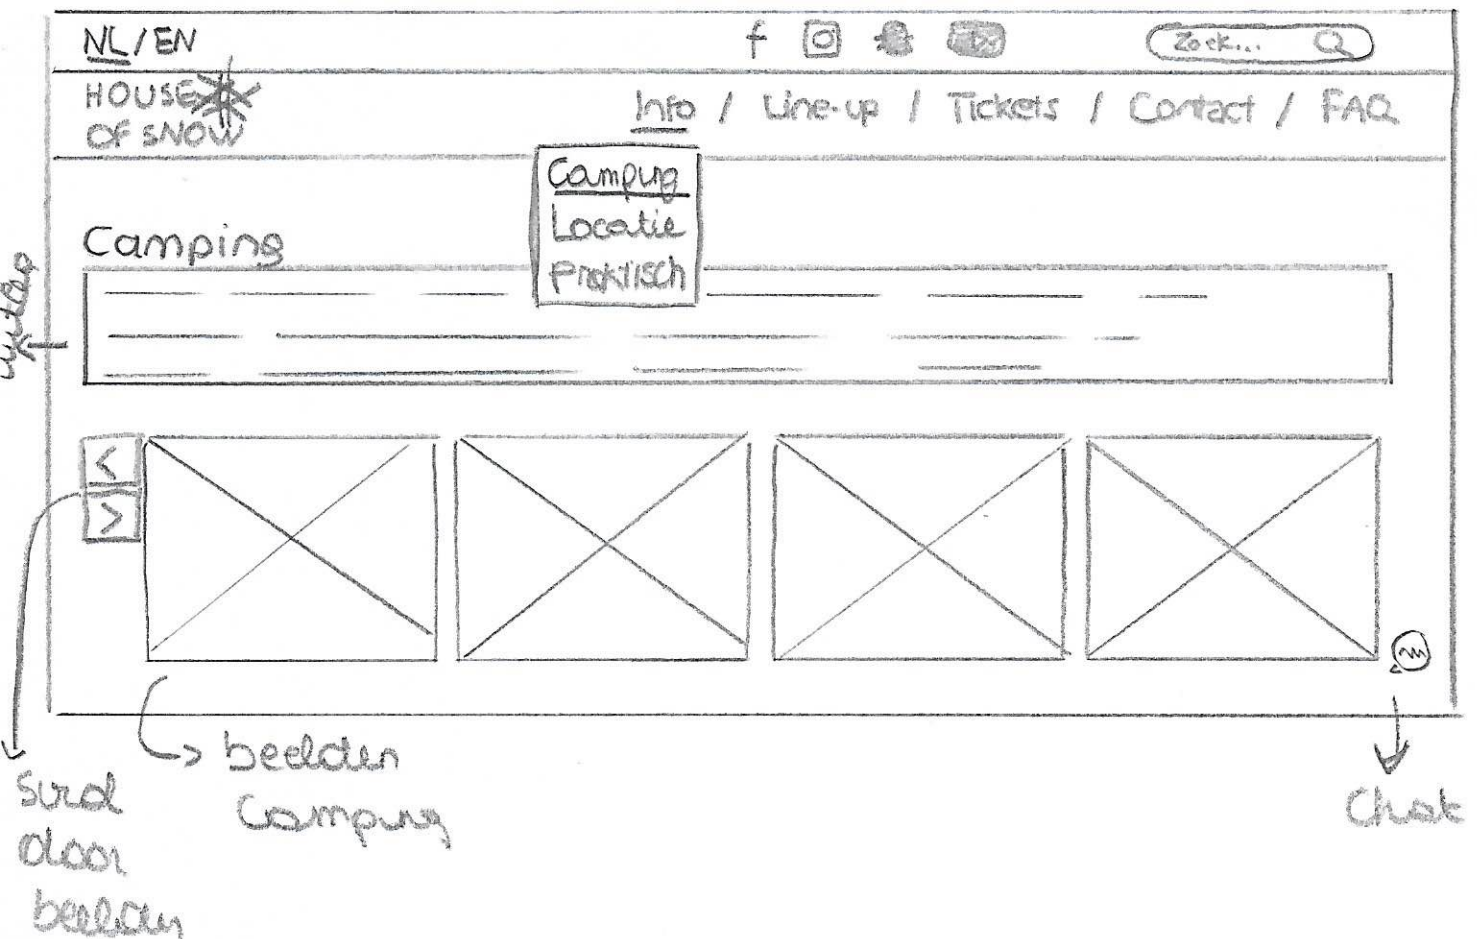 NL/EN
f
Zoek...
HOUSE
OF SNOW
Info / Line-up / Tickets / Contact / FAQ
Camping
Locatie
Praktisch
Camping
<
>
beelden
Camping
Scrol
door
beelden
Chat